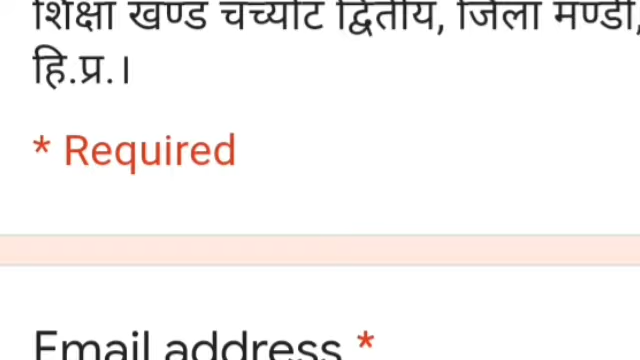 शिक्षा खण्ड चच्योट द्वितीय, जिला मण्डी,
हि.प्र.।
* Required
Email address *